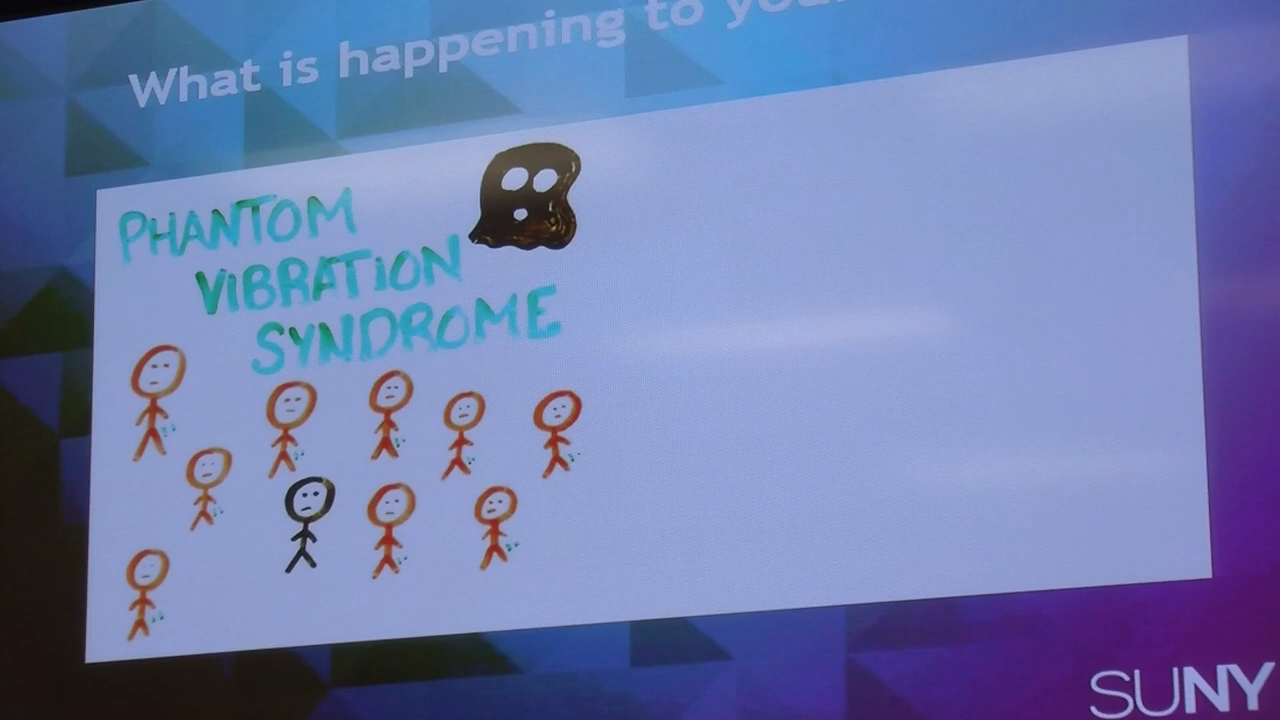 What is happening to
PHANTOM
VIBRATION
SYNDROME
SUNY